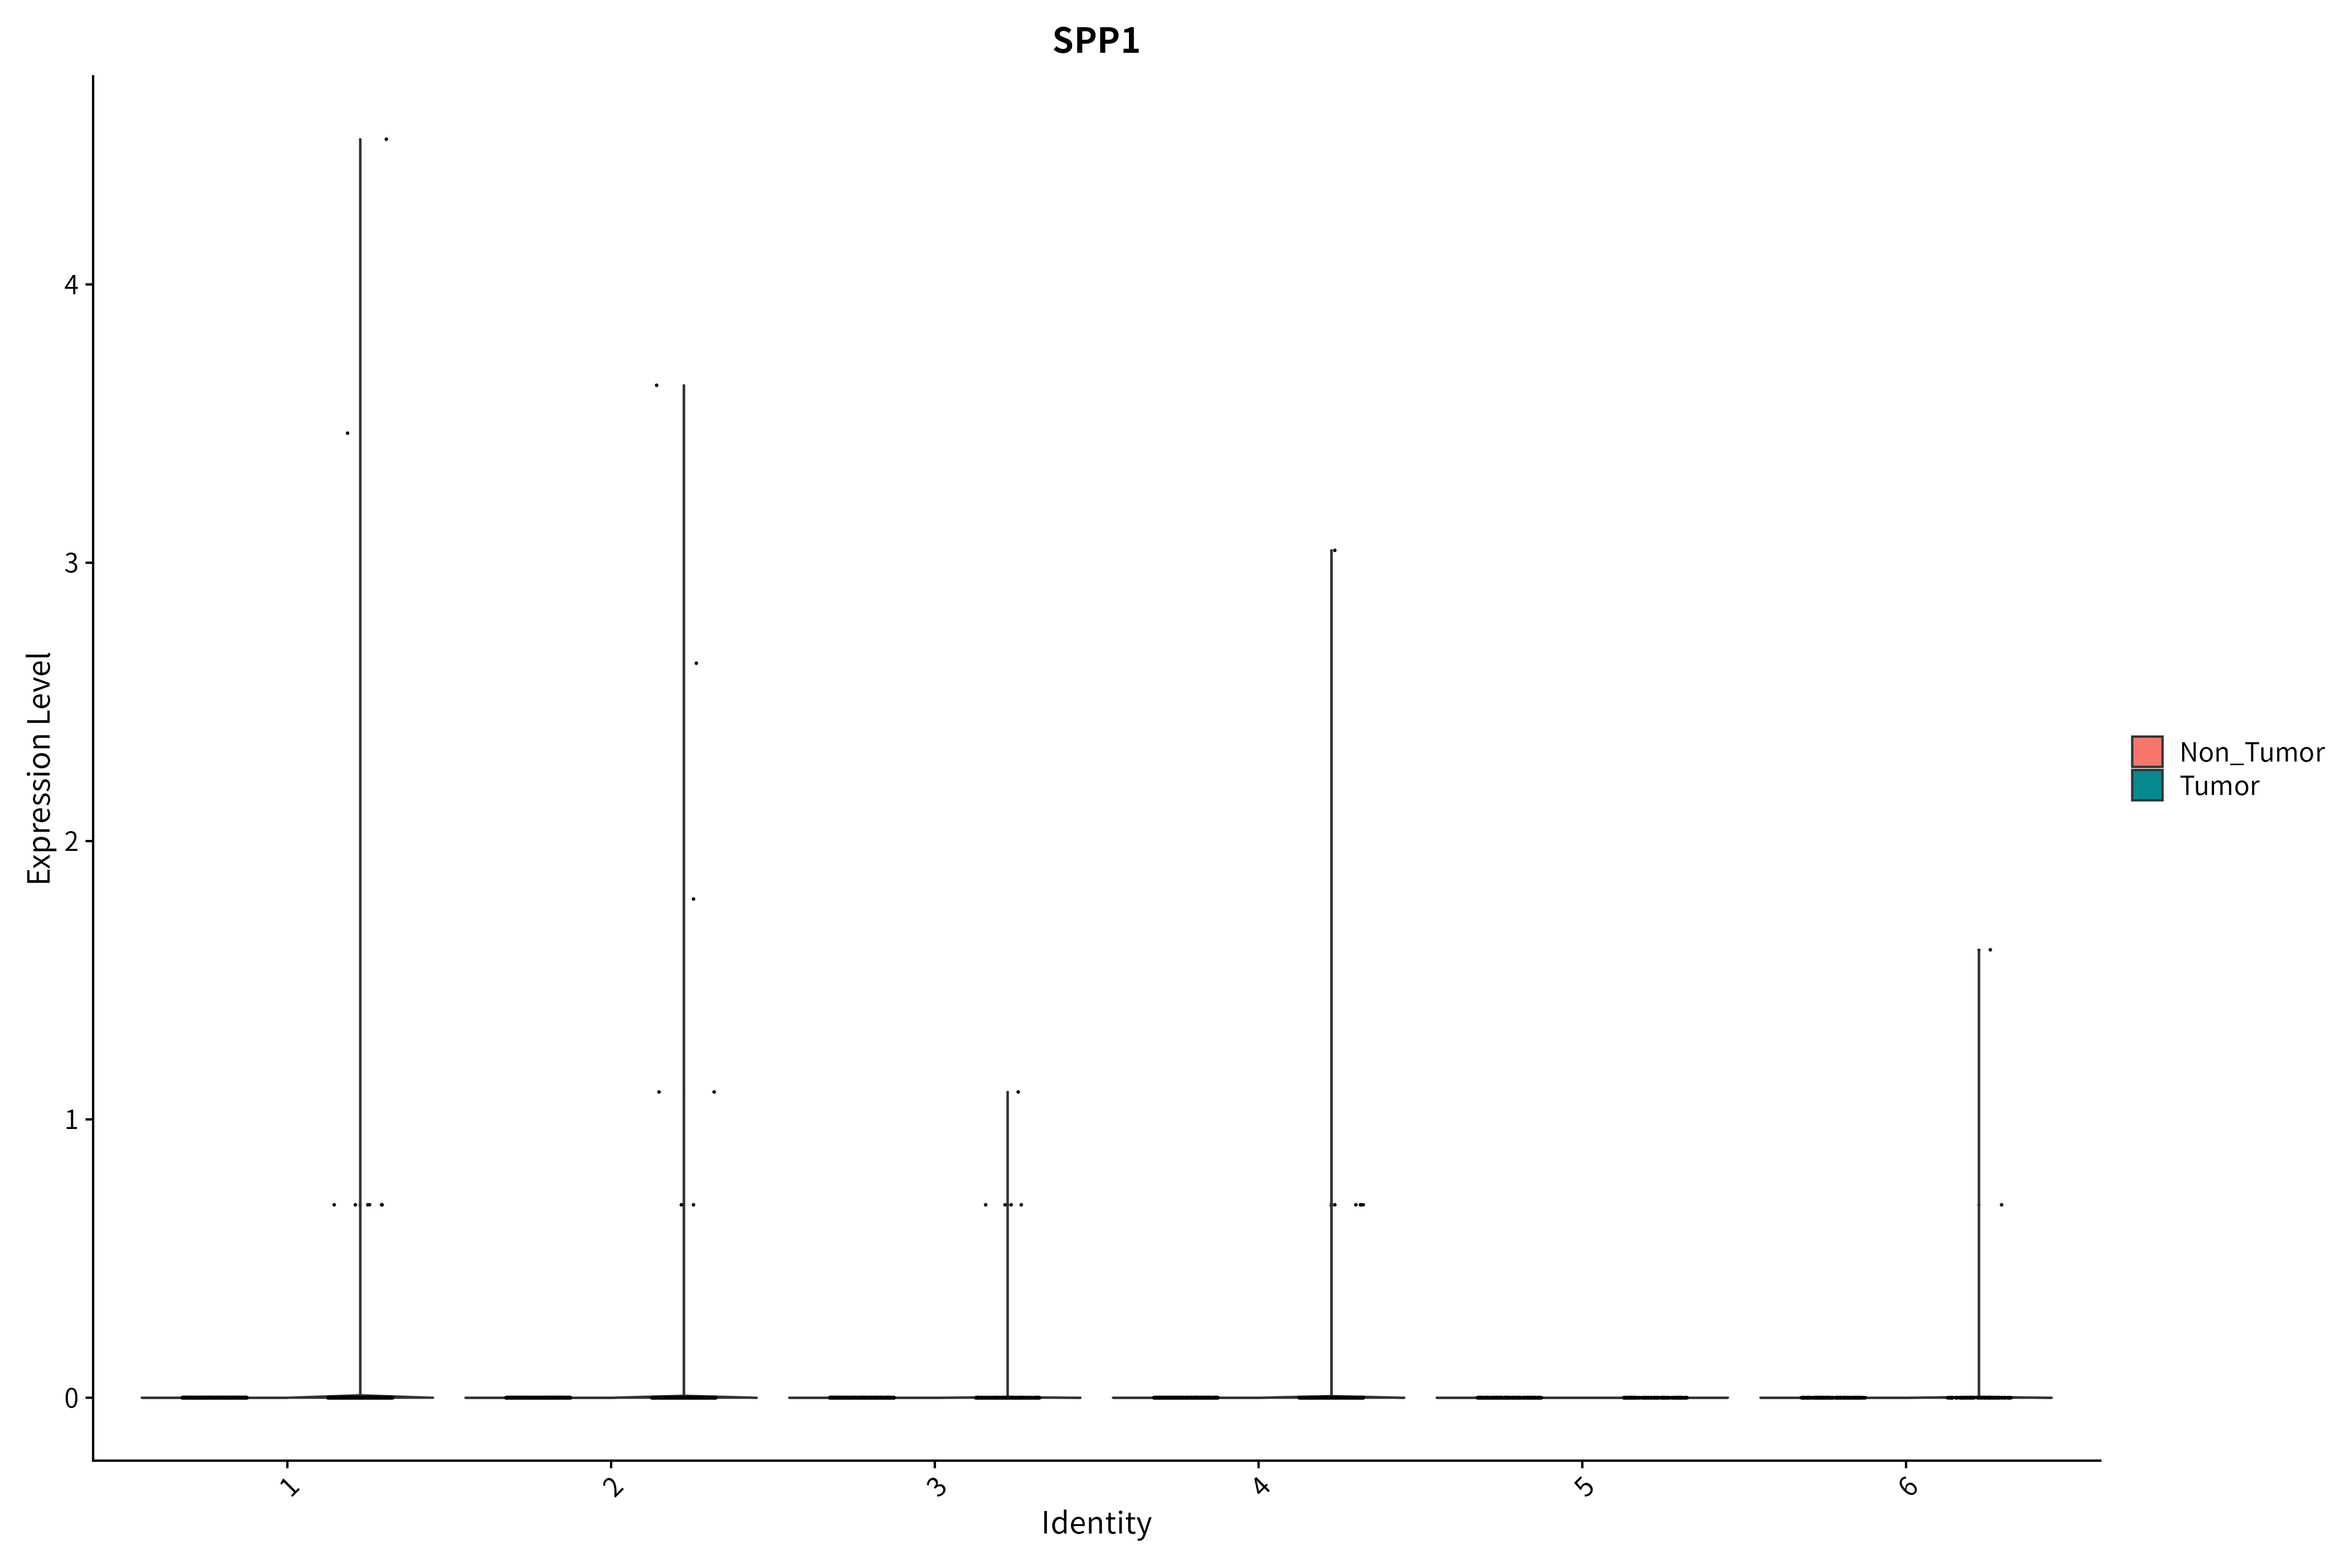 SPP1
Expression Level
4
3
2
1
0
1
2
3
4
5
6
Identity
Non_Tumor
Tumor